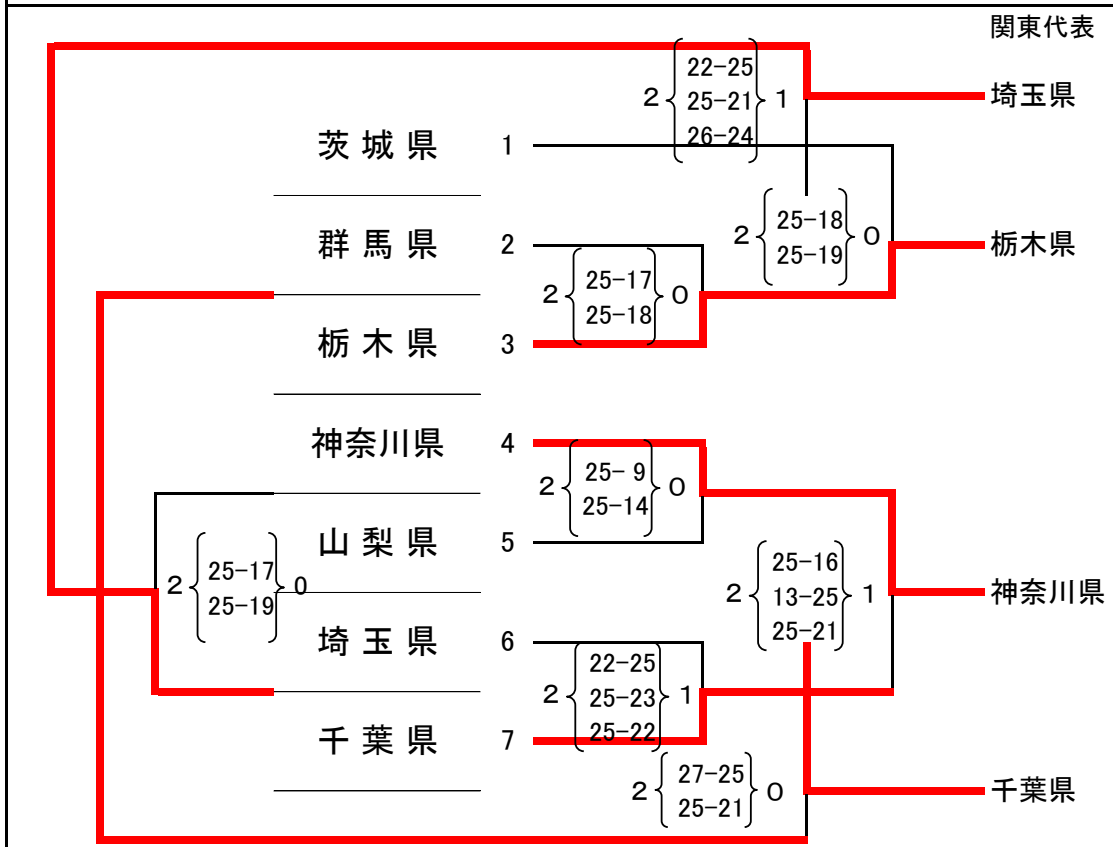 関東代表
2 22-25 1
25-21
26-24
埼玉県
茨城県 1
2 25-18 0
25-19
群馬県 2
栃木県
2 25-17 0
25-18
栃木県 3
神奈川県 4
2 25- 9 0
25-14
山梨県 5
2 25-17 0
25-19
2 25-16 1
13-25
25-21
神奈川県
埼玉県 6
2 22-25 1
25-23
25-22
千葉県 7
2 27-25 0
25-21
千葉県